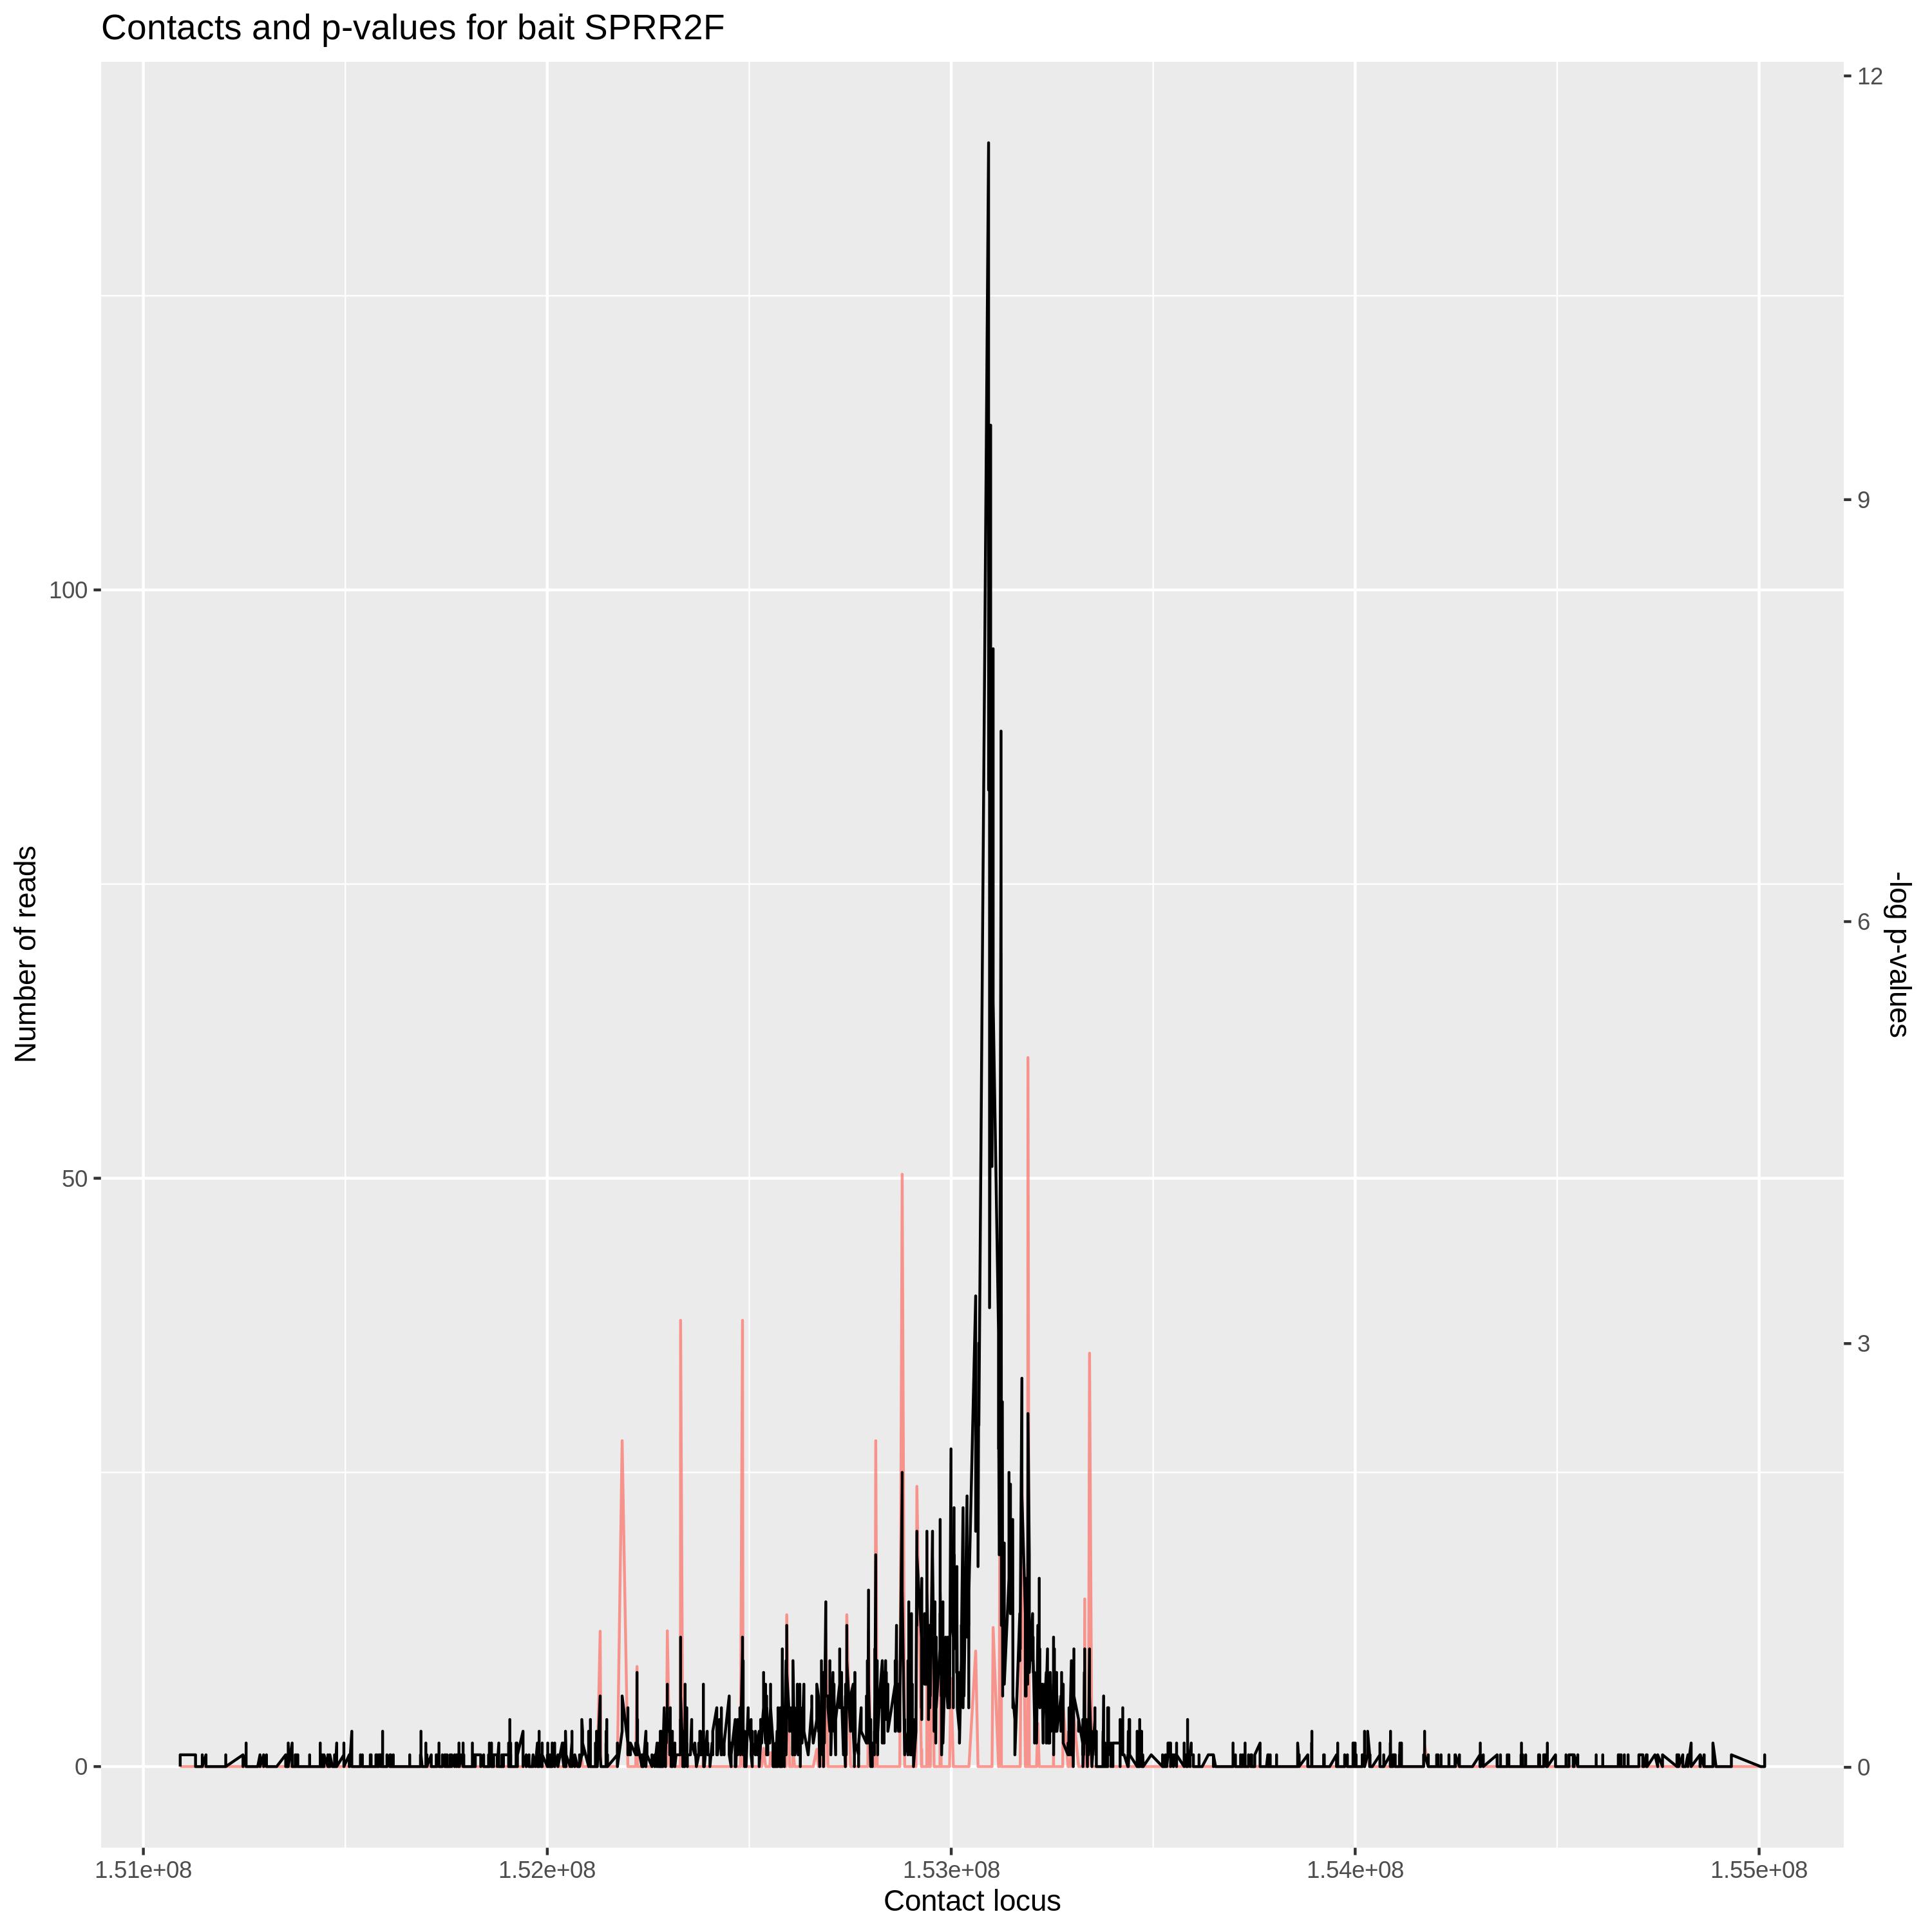 Contacts and p-values for bait SPRR2F
12
9
100
6
Number of reads
-log p-values
50
3
0
0
1.51e+08
1.52e+08
1.53e+08
1.54e+08
1.55e+08
Contact locus